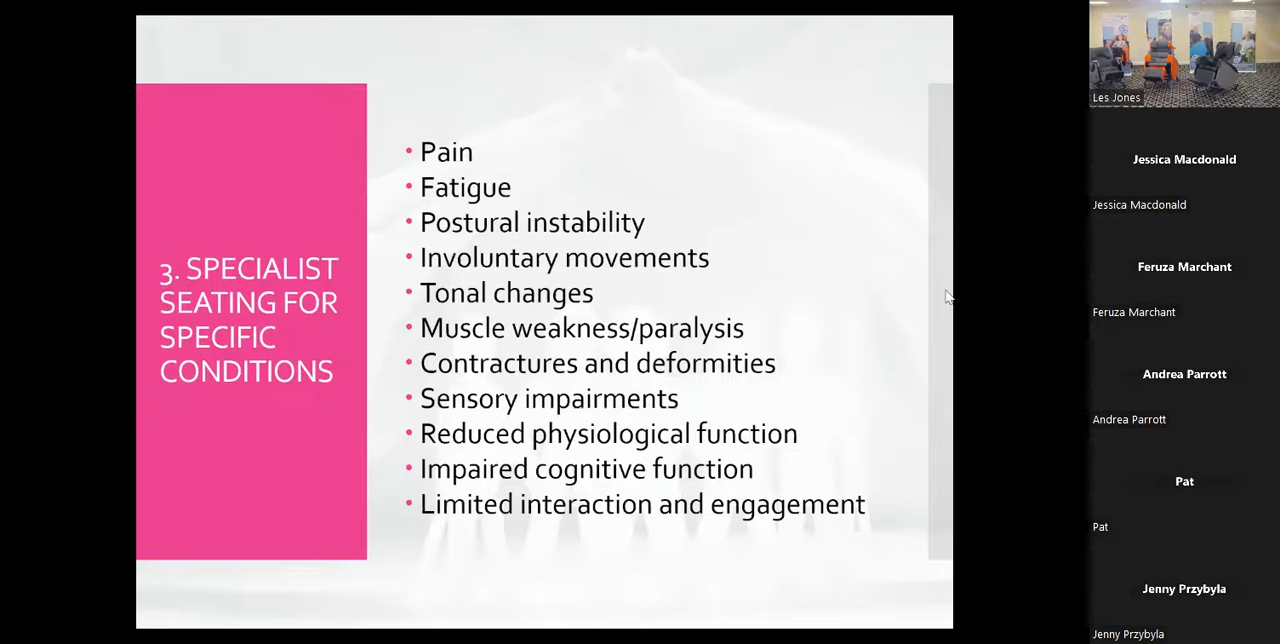 3. SPECIALIST
SEATING FOR
SPECIFIC
CONDITIONS
• Pain
• Fatigue
• Postural instability
• Involuntary movements
• Tonal changes
• Muscle weakness/paralysis
• Contractures and deformities
• Sensory impairments
• Reduced physiological function
• Impaired cognitive function
• Limited interaction and engagement
Les Jones
Jessica Macdonald
Jessica Macdonald
Feruza Marchant
Feruza Marchant
Andrea Parrott
Andrea Parrott
Pat
Pat
Jenny Przybyla
Jenny Przybyla